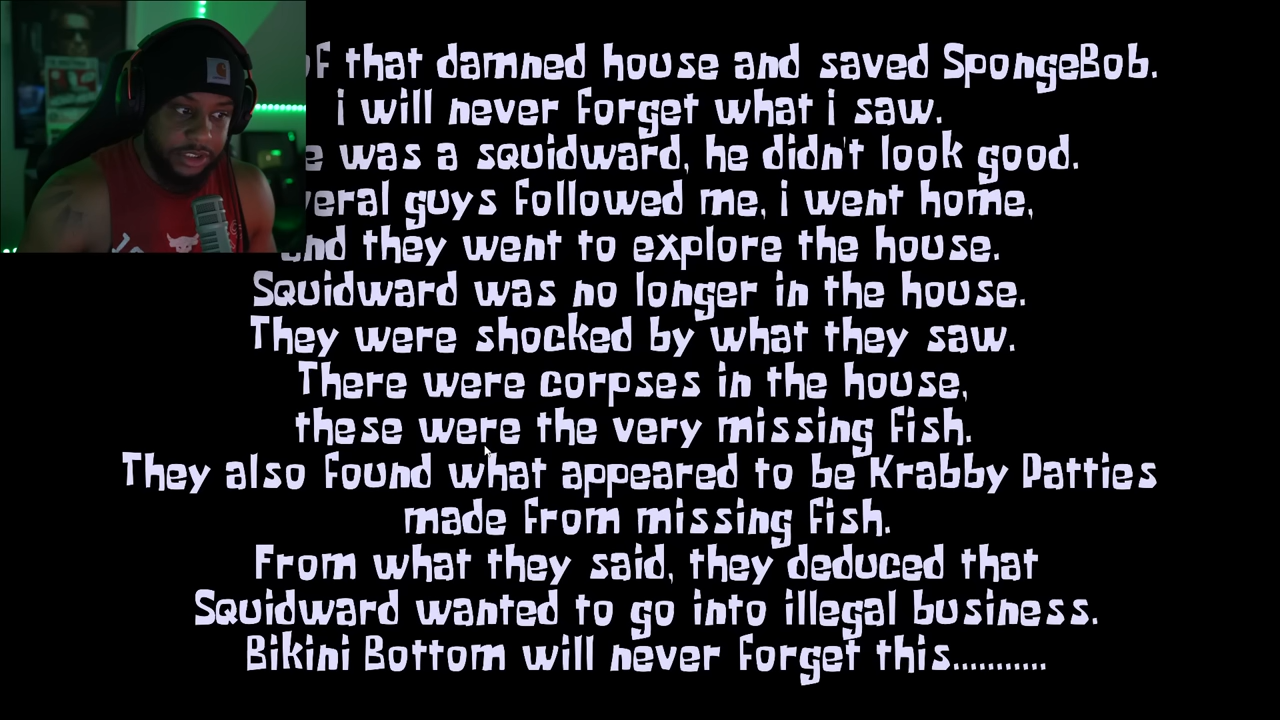 of that damned house and saved SpongeBob.
i will never forget what i saw.
was a squidward, he didn't look good.
guys followed me, i went home,
and they went to explore the house.
Squidward was no longer in the house.
They were shocked by what they saw.
There were corpses in the house,
these were the very missing fish.
They also found what appeared to be Krabby Patties
made from missing fish.
From what they said, they deduced that
Squidward wanted to go into illegal business.
Bikini Bottom will never forget this...........